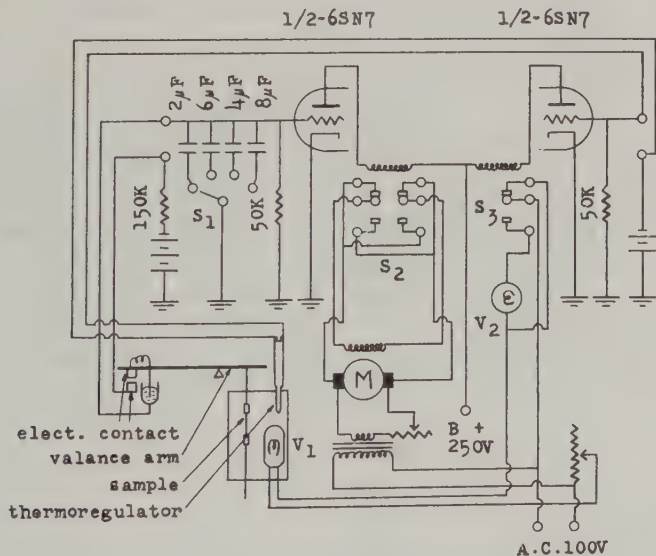 1/2-6SN7
1/2-6SN7
2μF
6μF
4μF
8μF
150K
S1
50K
S2
S3
50K
V2
M
B +
250V
V1
elect. contact
valance arm
sample
thermoregulator
A.C.100V